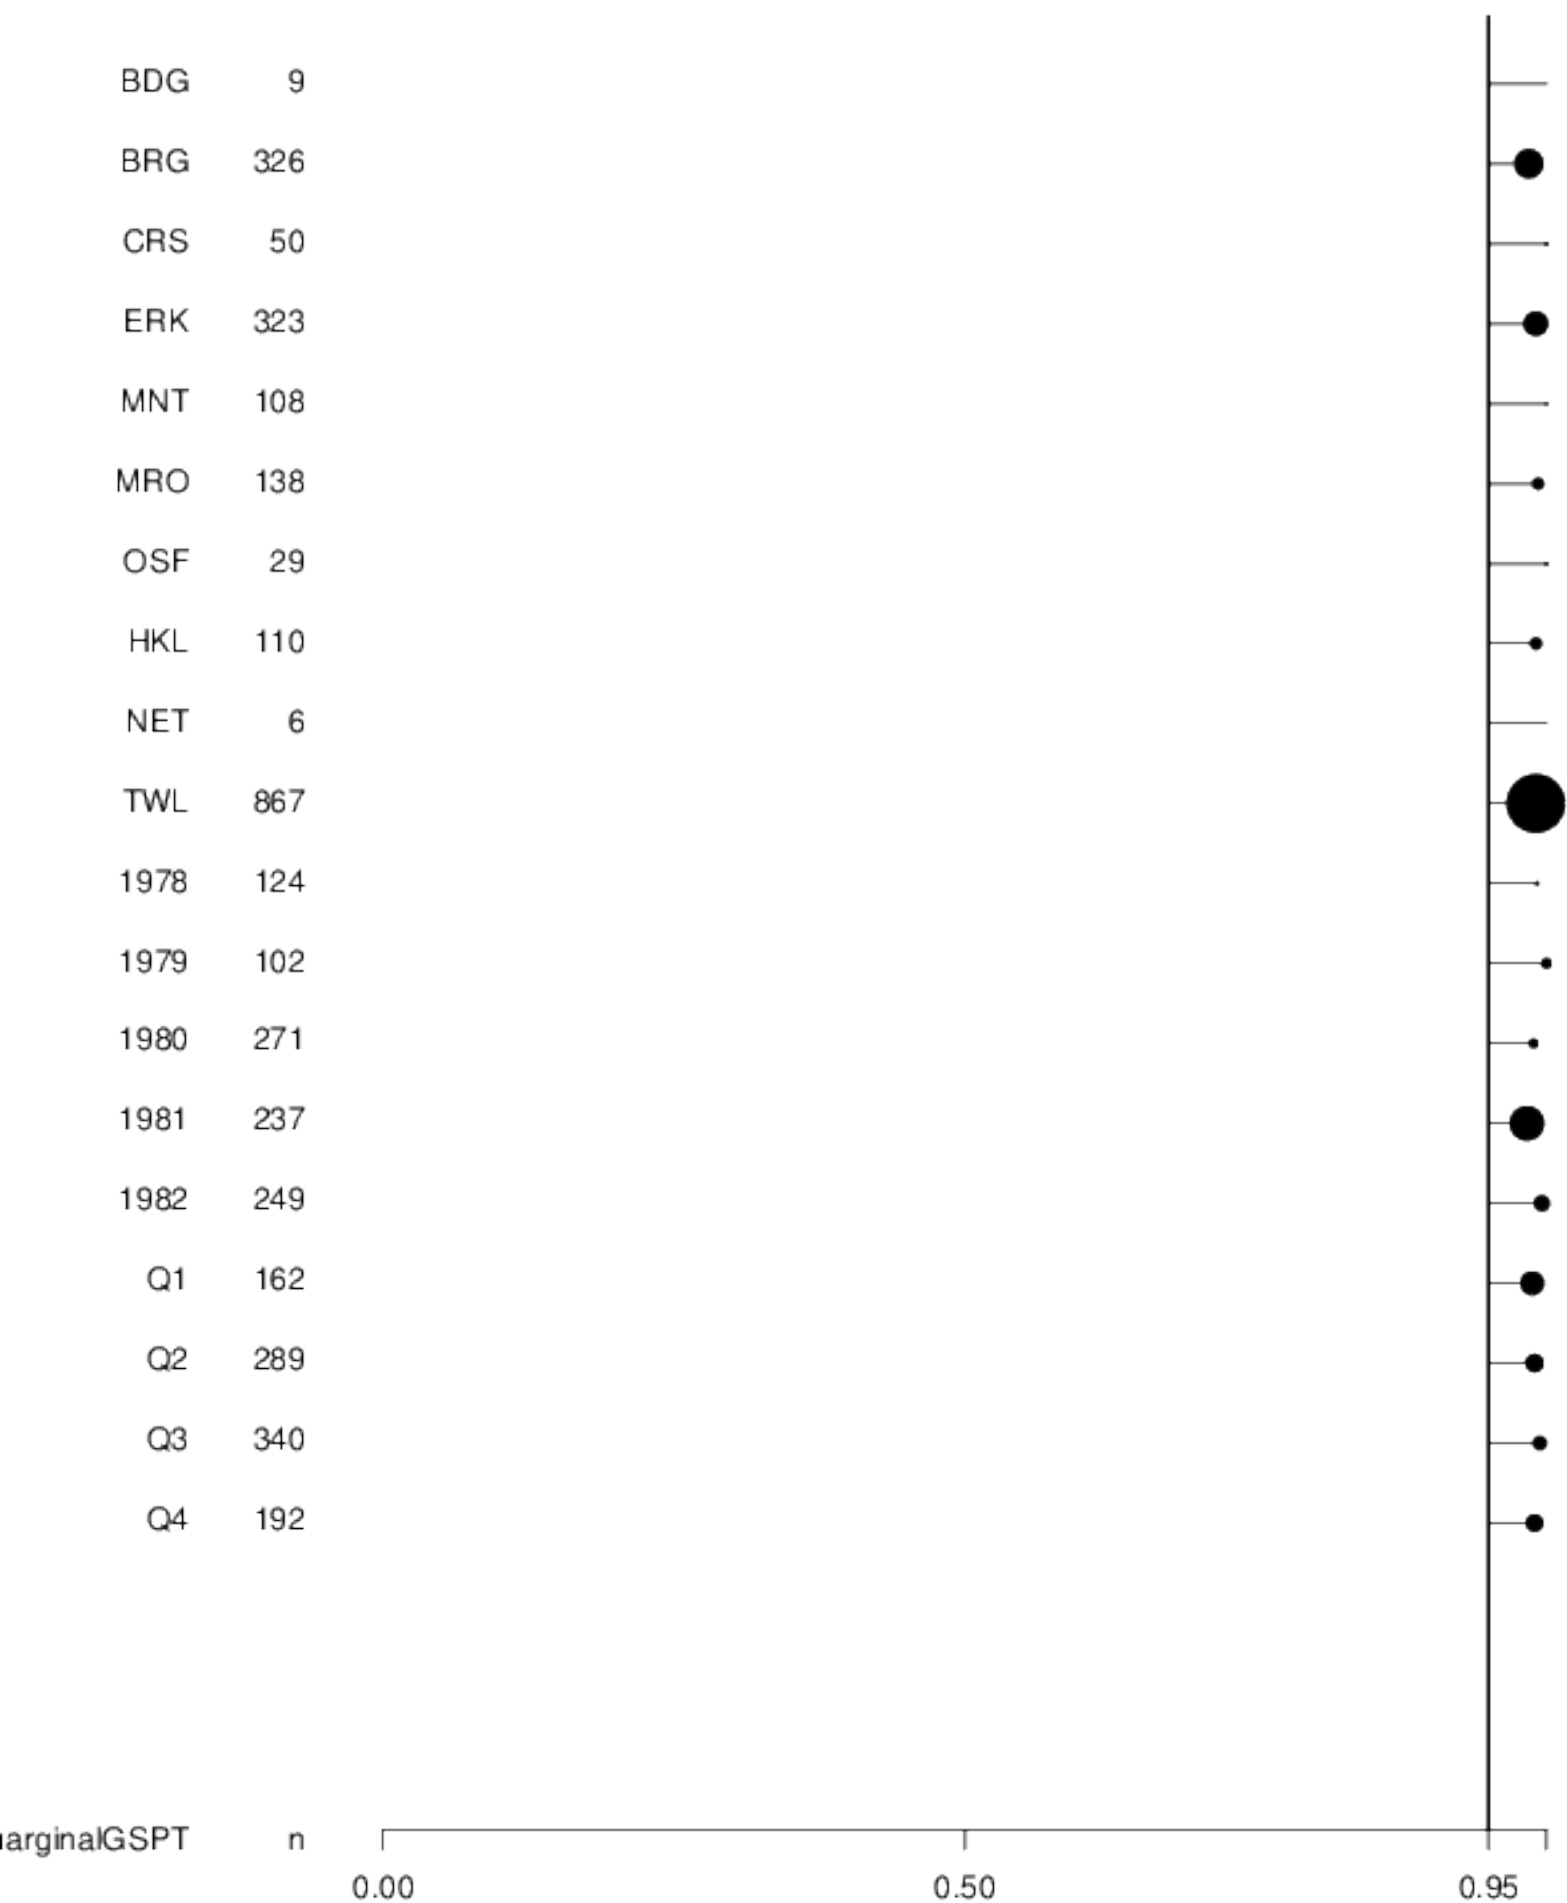 BDG 9
BRG 326
CRS 50
ERK 323
MNT 108
MRO 138
OSF 29
HKL 110
NET 6
TWL 867
1978 124
1979 102
1980 271
1981 237
1982 249
Q1 162
Q2 289
Q3 340
Q4 192
arginalGSPT n
0.00 0.50 0.95